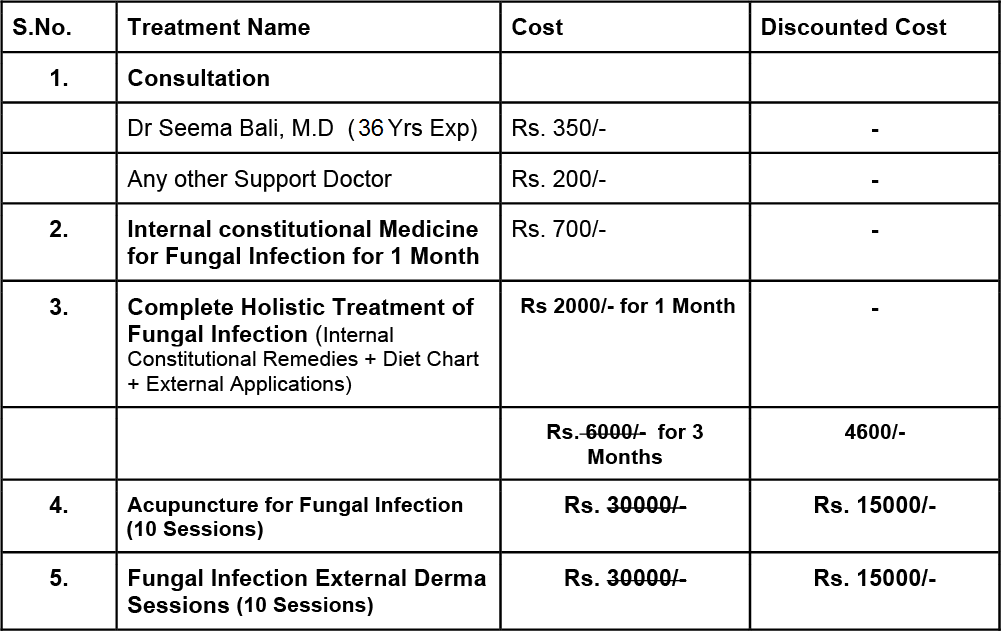 S.No. Treatment Name Cost Discounted Cost
1. Consultation
Dr Seema Bali, M.D (36 Yrs Exp) Rs. 350/- -
Any other Support Doctor Rs. 200/- -
2. Internal constitutional Medicine Rs. 700/- -
for Fungal Infection for 1 Month
3. Complete Holistic Treatment of Rs 2000/- for 1 Month -
Fungal Infection (Internal
Constitutional Remedies + Diet Chart
+ External Applications)
Rs. 6000/- for 3 4600/-
Months
4. Acupuncture for Fungal Infection Rs. 30000/- Rs. 15000/-
(10 Sessions)
5. Fungal Infection External Derma Rs. 30000/- Rs. 15000/-
Sessions (10 Sessions)